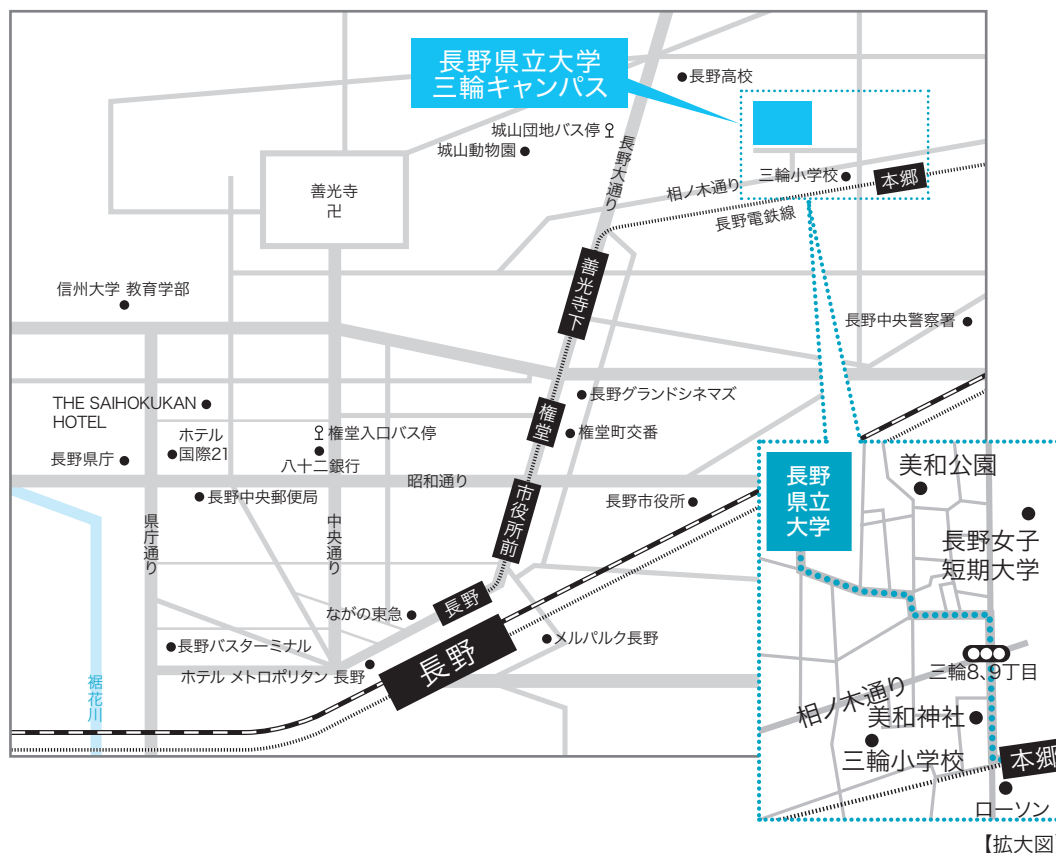 長野県立大学
三輪キャンパス
長野高校
城山団地バス停
城山動物園
長野大通り
善光寺
卍
相ノ木通り
三輪小学校
本郷
長野電鉄線
信州大学 教育学部
善光寺下
長野中央警察署
THE SAIHOKUKAN
HOTEL
長野グランドシネマズ
ホテル
国際21
権堂入口バス停
権堂
権堂町交番
長野県庁
八十二銀行
昭和通り
長野中央郵便局
市役所前
長野市役所
県庁通り
中央通り
ながの東急
長野
長野バスターミナル
ホテル メトロポリタン 長野
長野
メルパルク長野
裾花川
長野
県立
大学
美和公園
長野女子
短期大学
三輪8、9丁目
相ノ木通り
美和神社
三輪小学校
本郷
ローソン
【拡大図